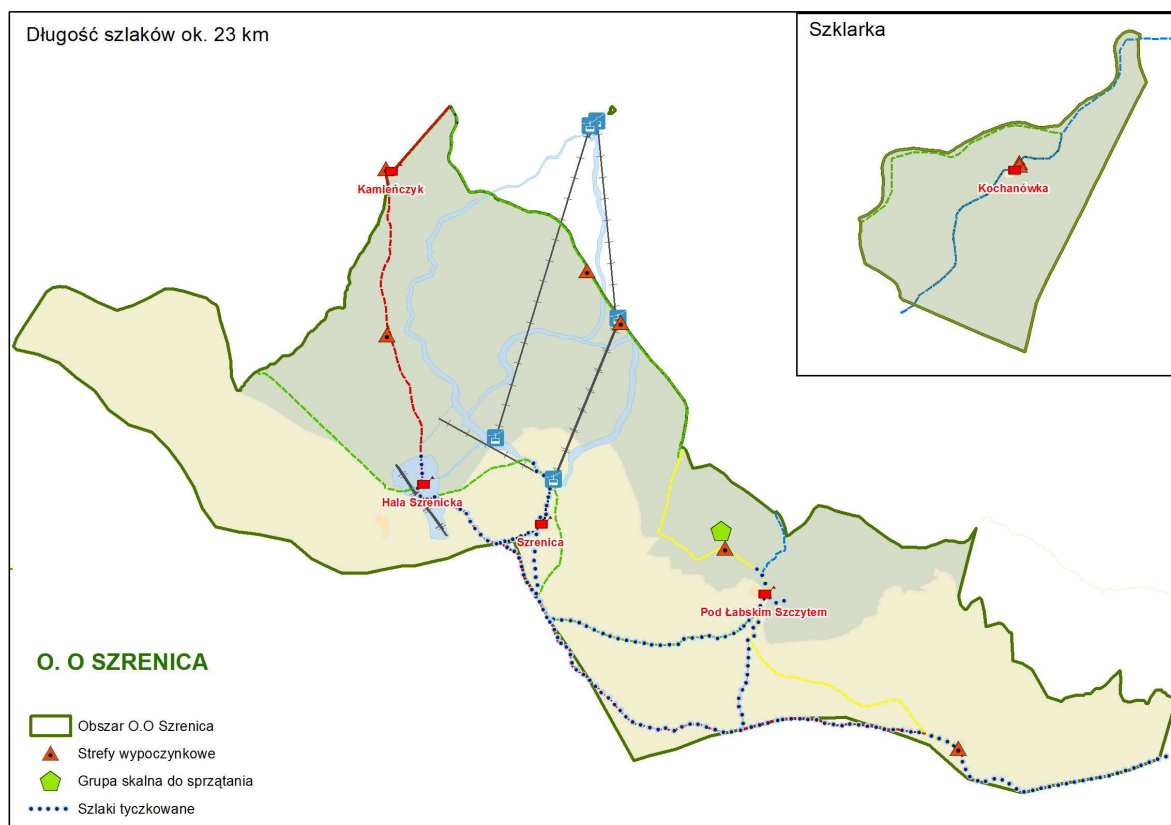 Długość szlaków ok. 23 km
Szklarka
Kamieńczyk
Kochanówka
Hala Szrenicka
Szrenica
Pod Łabskim Szczytem
O. O SZRENICA
Obszar O.O Szrenica
Strefy wypoczynkowe
Grupa skalna do sprzątania
Szlaki tyczkowane